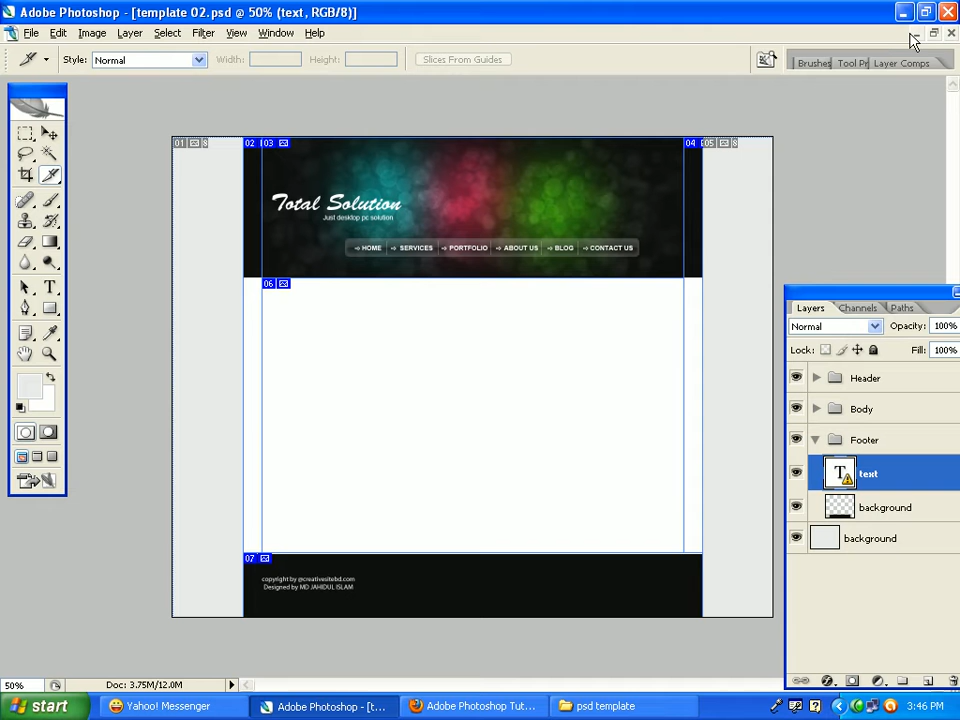 Adobe Photoshop - [template 02.psd @ 50% (text, RGB/8)]
File Edit Image Layer Select Filter View Window Help
Style: Normal Width: Height: Slices From Guides
Brushes Tool Pr Layer Comps
01 8 02 03 04 05 8
Total Solution
Just desktop pc solution
HOME SERVICES PORTFOLIO ABOUT US BLOG CONTACT US
06
Layers Channels Paths
Normal Opacity: 100%
Lock: Fill: 100%
Header
Body
Footer
T text
background
background
07
copyright by @creativesitebd.com
Designed by MD JAHIDUL ISLAM
50% Doc: 3.75M/12.0M
start Yahoo! Messenger Adobe Photoshop - [t... Adobe Photoshop Tut... psd template 3:46 PM